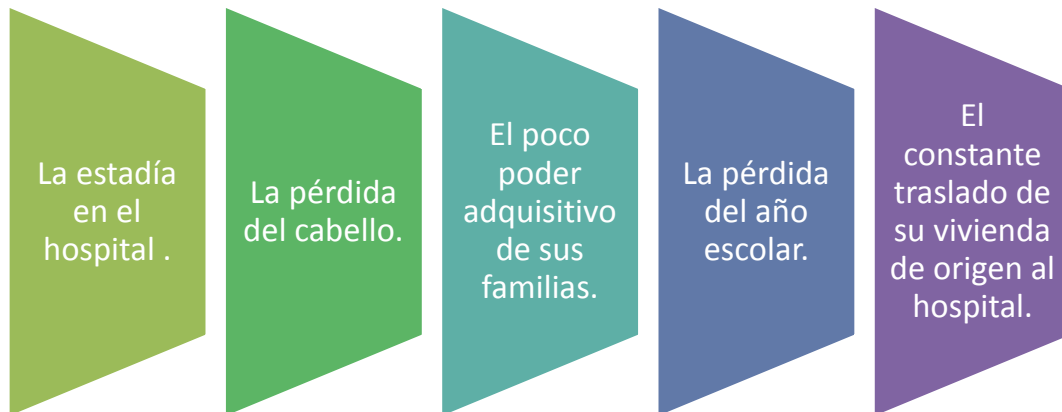 La estadía
en el
hospital .
La pérdida
del cabello.
El poco
poder
adquisitivo
de sus
familias.
La pérdida
del año
escolar.
El
constante
traslado de
su vivienda
de origen al
hospital.